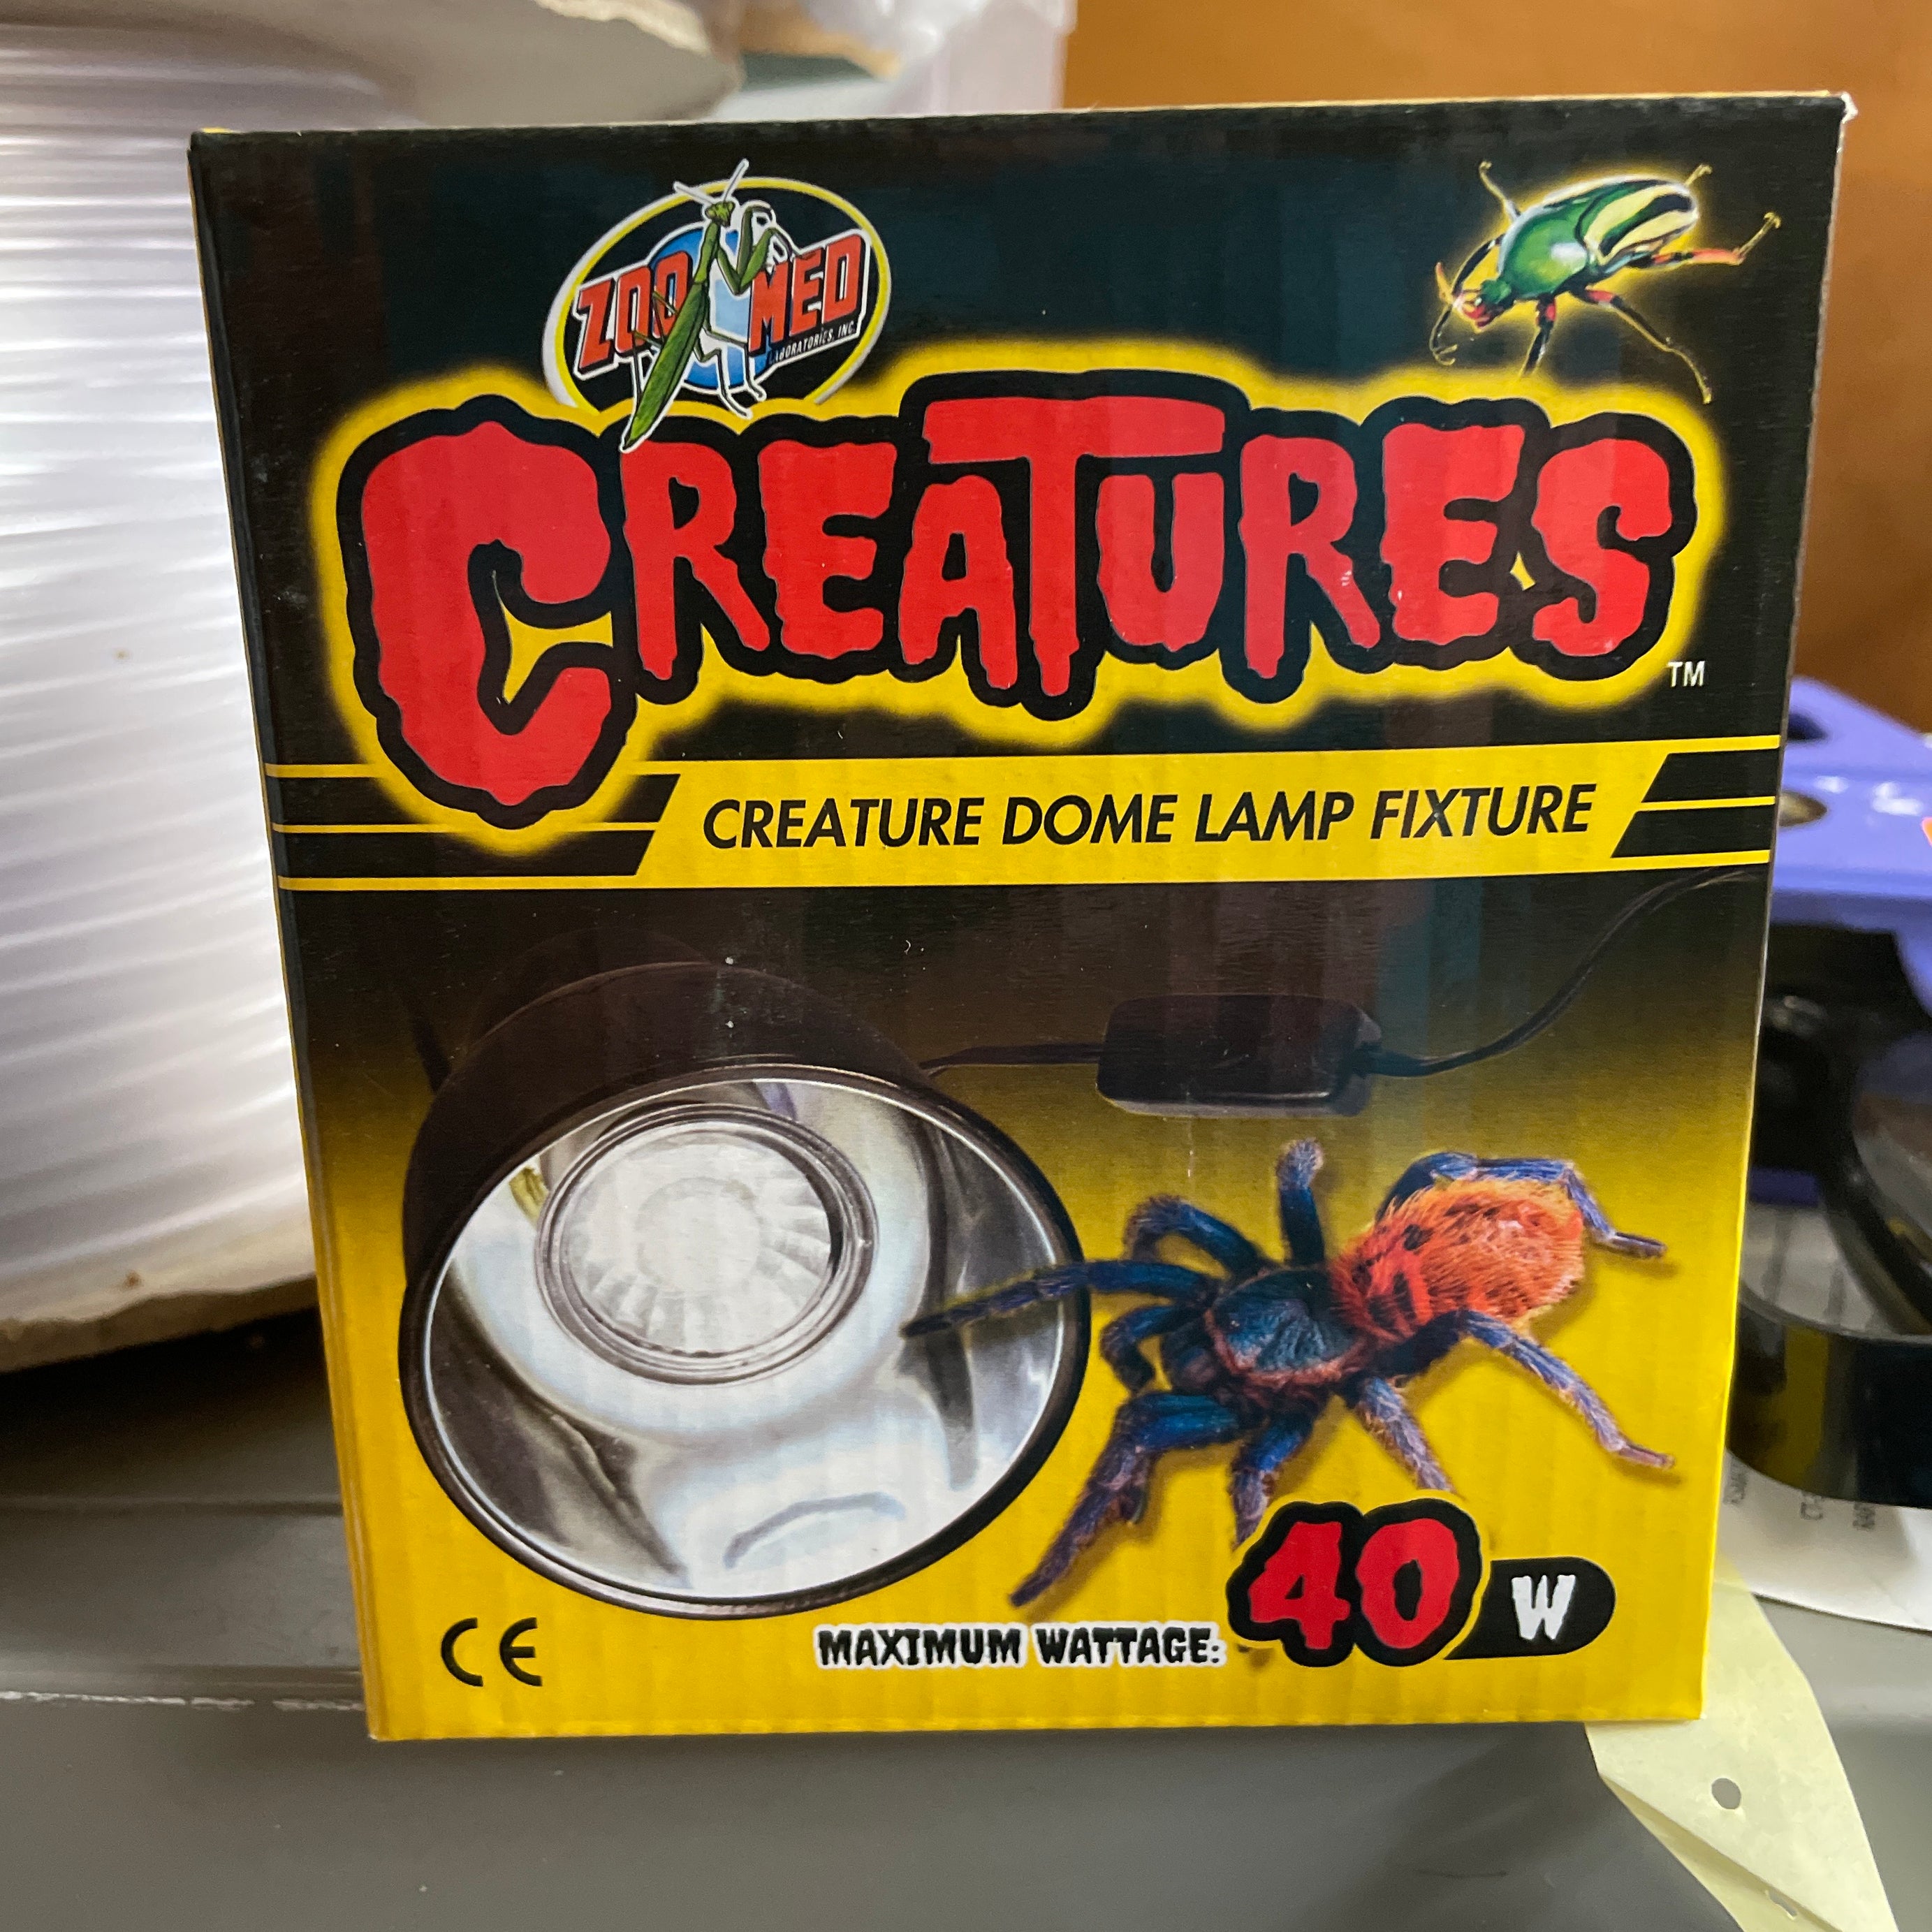 ZOO MED
LABORATORIES, INC.
CREATURES
TM
CREATURE DOME LAMP FIXTURE
CE
MAXIMUM WATTAGE: 40 W